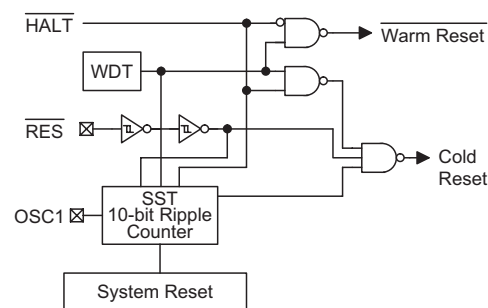 HALT
Warm Reset
WDT
RES
Cold
Reset
SST
10-bit Ripple
Counter
OSC1
System Reset